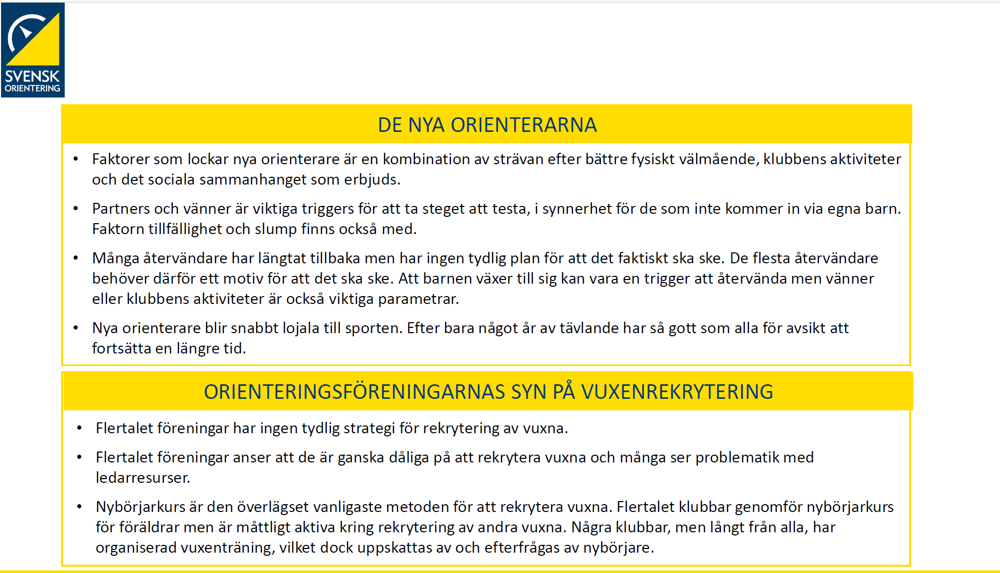 SVENSK
ORIENTERING
DE NYA ORIENTERARNA
• Faktorer som lockar nya orienterare är en kombination av strävan efter bättre fysiskt välmående, klubbens aktiviteter
och det sociala sammanhanget som erbjuds.
• Partners och vänner är viktiga triggers för att ta steget att testa, i synnerhet för de som inte kommer in via egna barn.
Faktorn tillfällighet och slump finns också med.
• Många återvändare har längtat tillbaka men har ingen tydlig plan för att det faktiskt ska ske. De flesta återvändare
behöver därför ett motiv för att det ska ske. Att barnen växer till sig kan vara en trigger att återvända men vänner
eller klubbens aktiviteter är också viktiga parametrar.
• Nya orienterare blir snabbt lojala till sporten. Efter bara något år av tävlande har så gott som alla för avsikt att
fortsätta en längre tid.
ORIENTERINGSFÖRENINGARNAS SYN PÅ VUXENREKRYTERING
• Flertalet föreningar har ingen tydlig strategi för rekrytering av vuxna.
• Flertalet föreningar anser att de är ganska dåliga på att rekrytera vuxna och många ser problematik med
ledarresurser.
• Nybörjarkurs är den överlägset vanligaste metoden för att rekrytera vuxna. Flertalet klubbar genomför nybörjarkurs
för föräldrar men är måttligt aktiva kring rekrytering av andra vuxna. Några klubbar, men långt från alla, har
organiserad vuxenträning, vilket dock uppskattas av och efterfrågas av nybörjare.